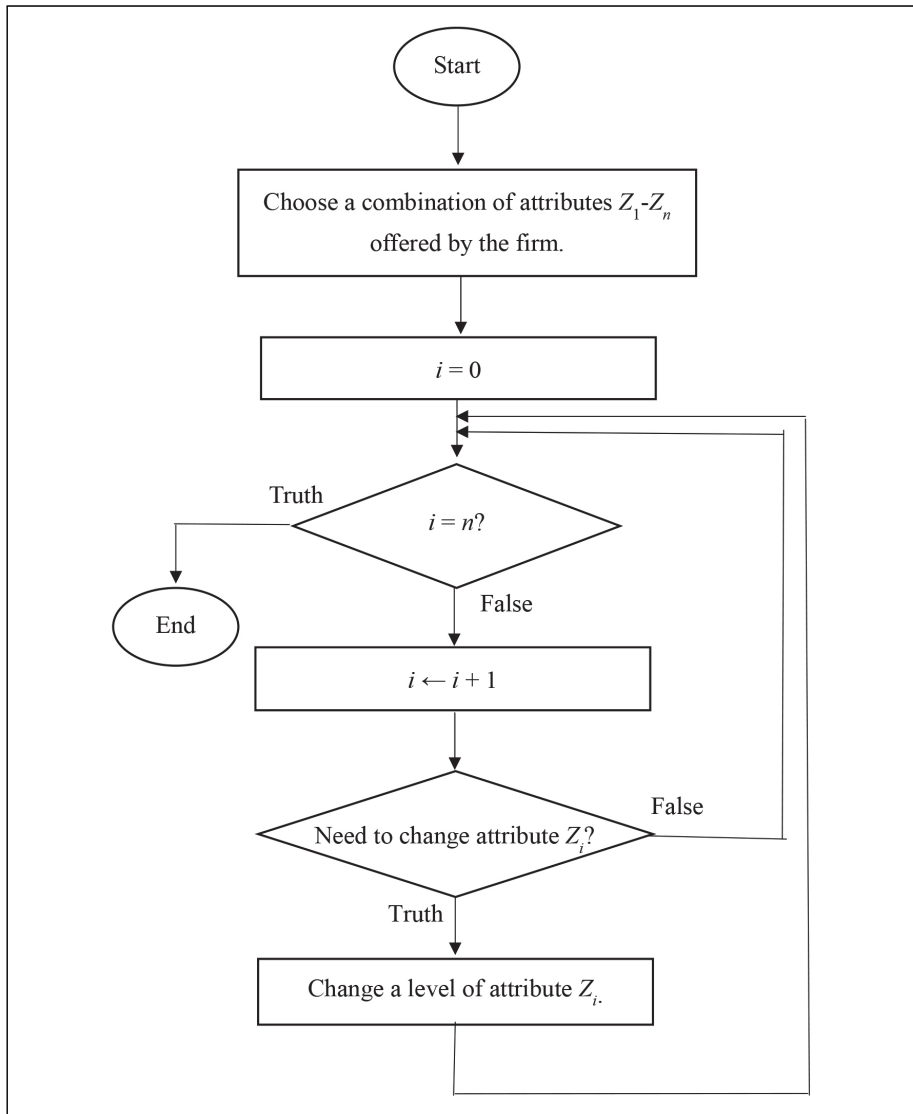 Start
Choose a combination of attributes Z1-Zn
offered by the firm.
i = 0
Truth
i = n?
False
End
i ← i + 1
False
Need to change attribute Zi?
Truth
Change a level of attribute Zi.